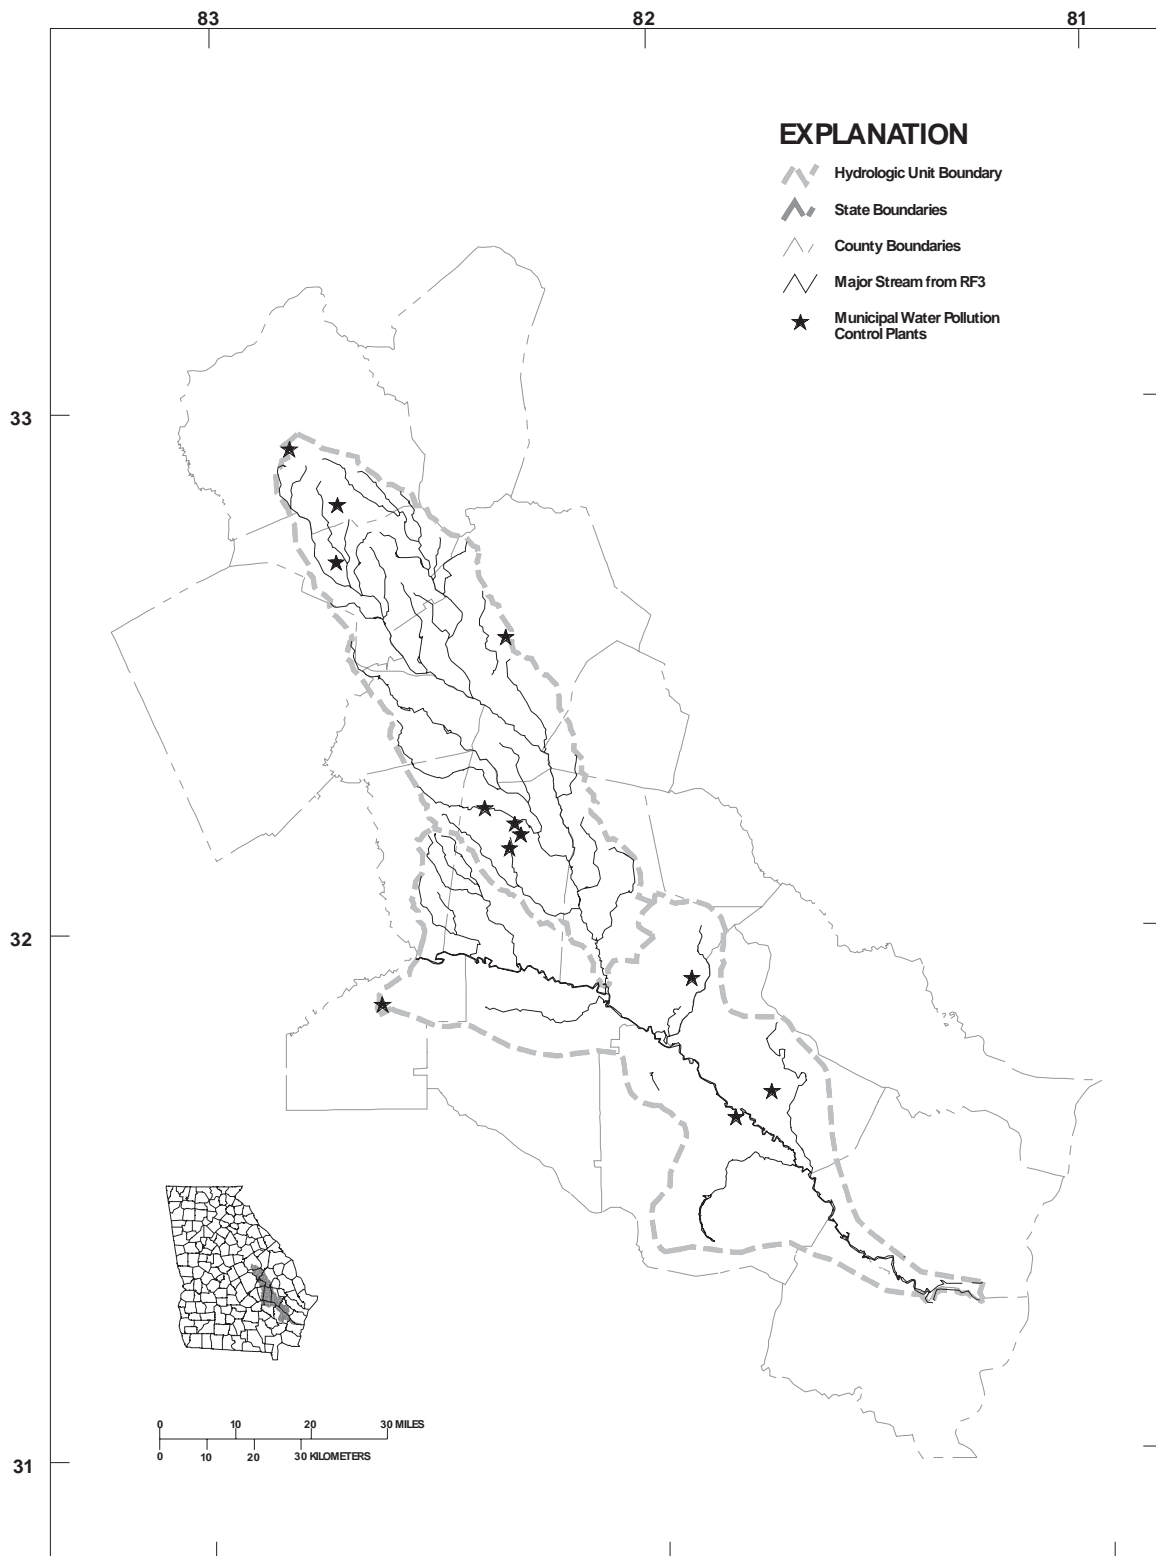 83
82
81
EXPLANATION
Hydrologic Unit Boundary
State Boundaries
County Boundaries
Major Stream from RF3
Municipal Water Pollution
Control Plants
33
32
31
0 10 20 30 MILES
0 10 20 30 KILOMETERS